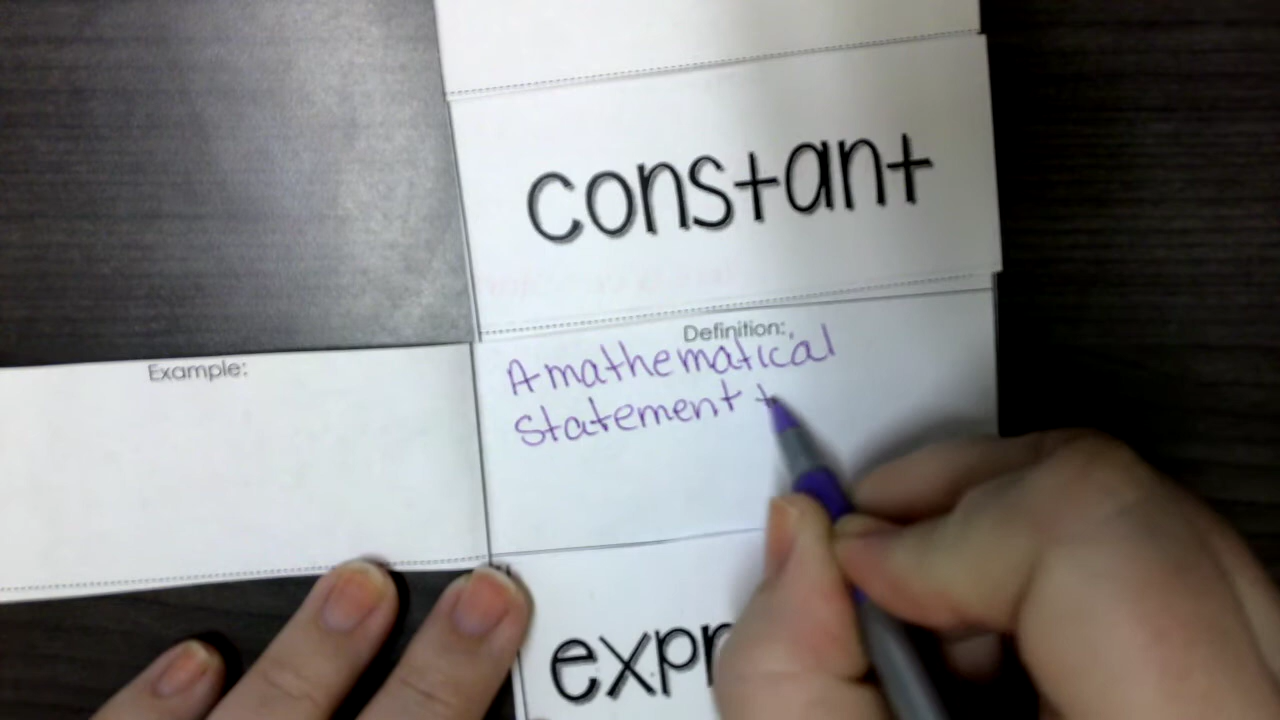 constant
Example:
Definition:
A mathematical
statement t
expr